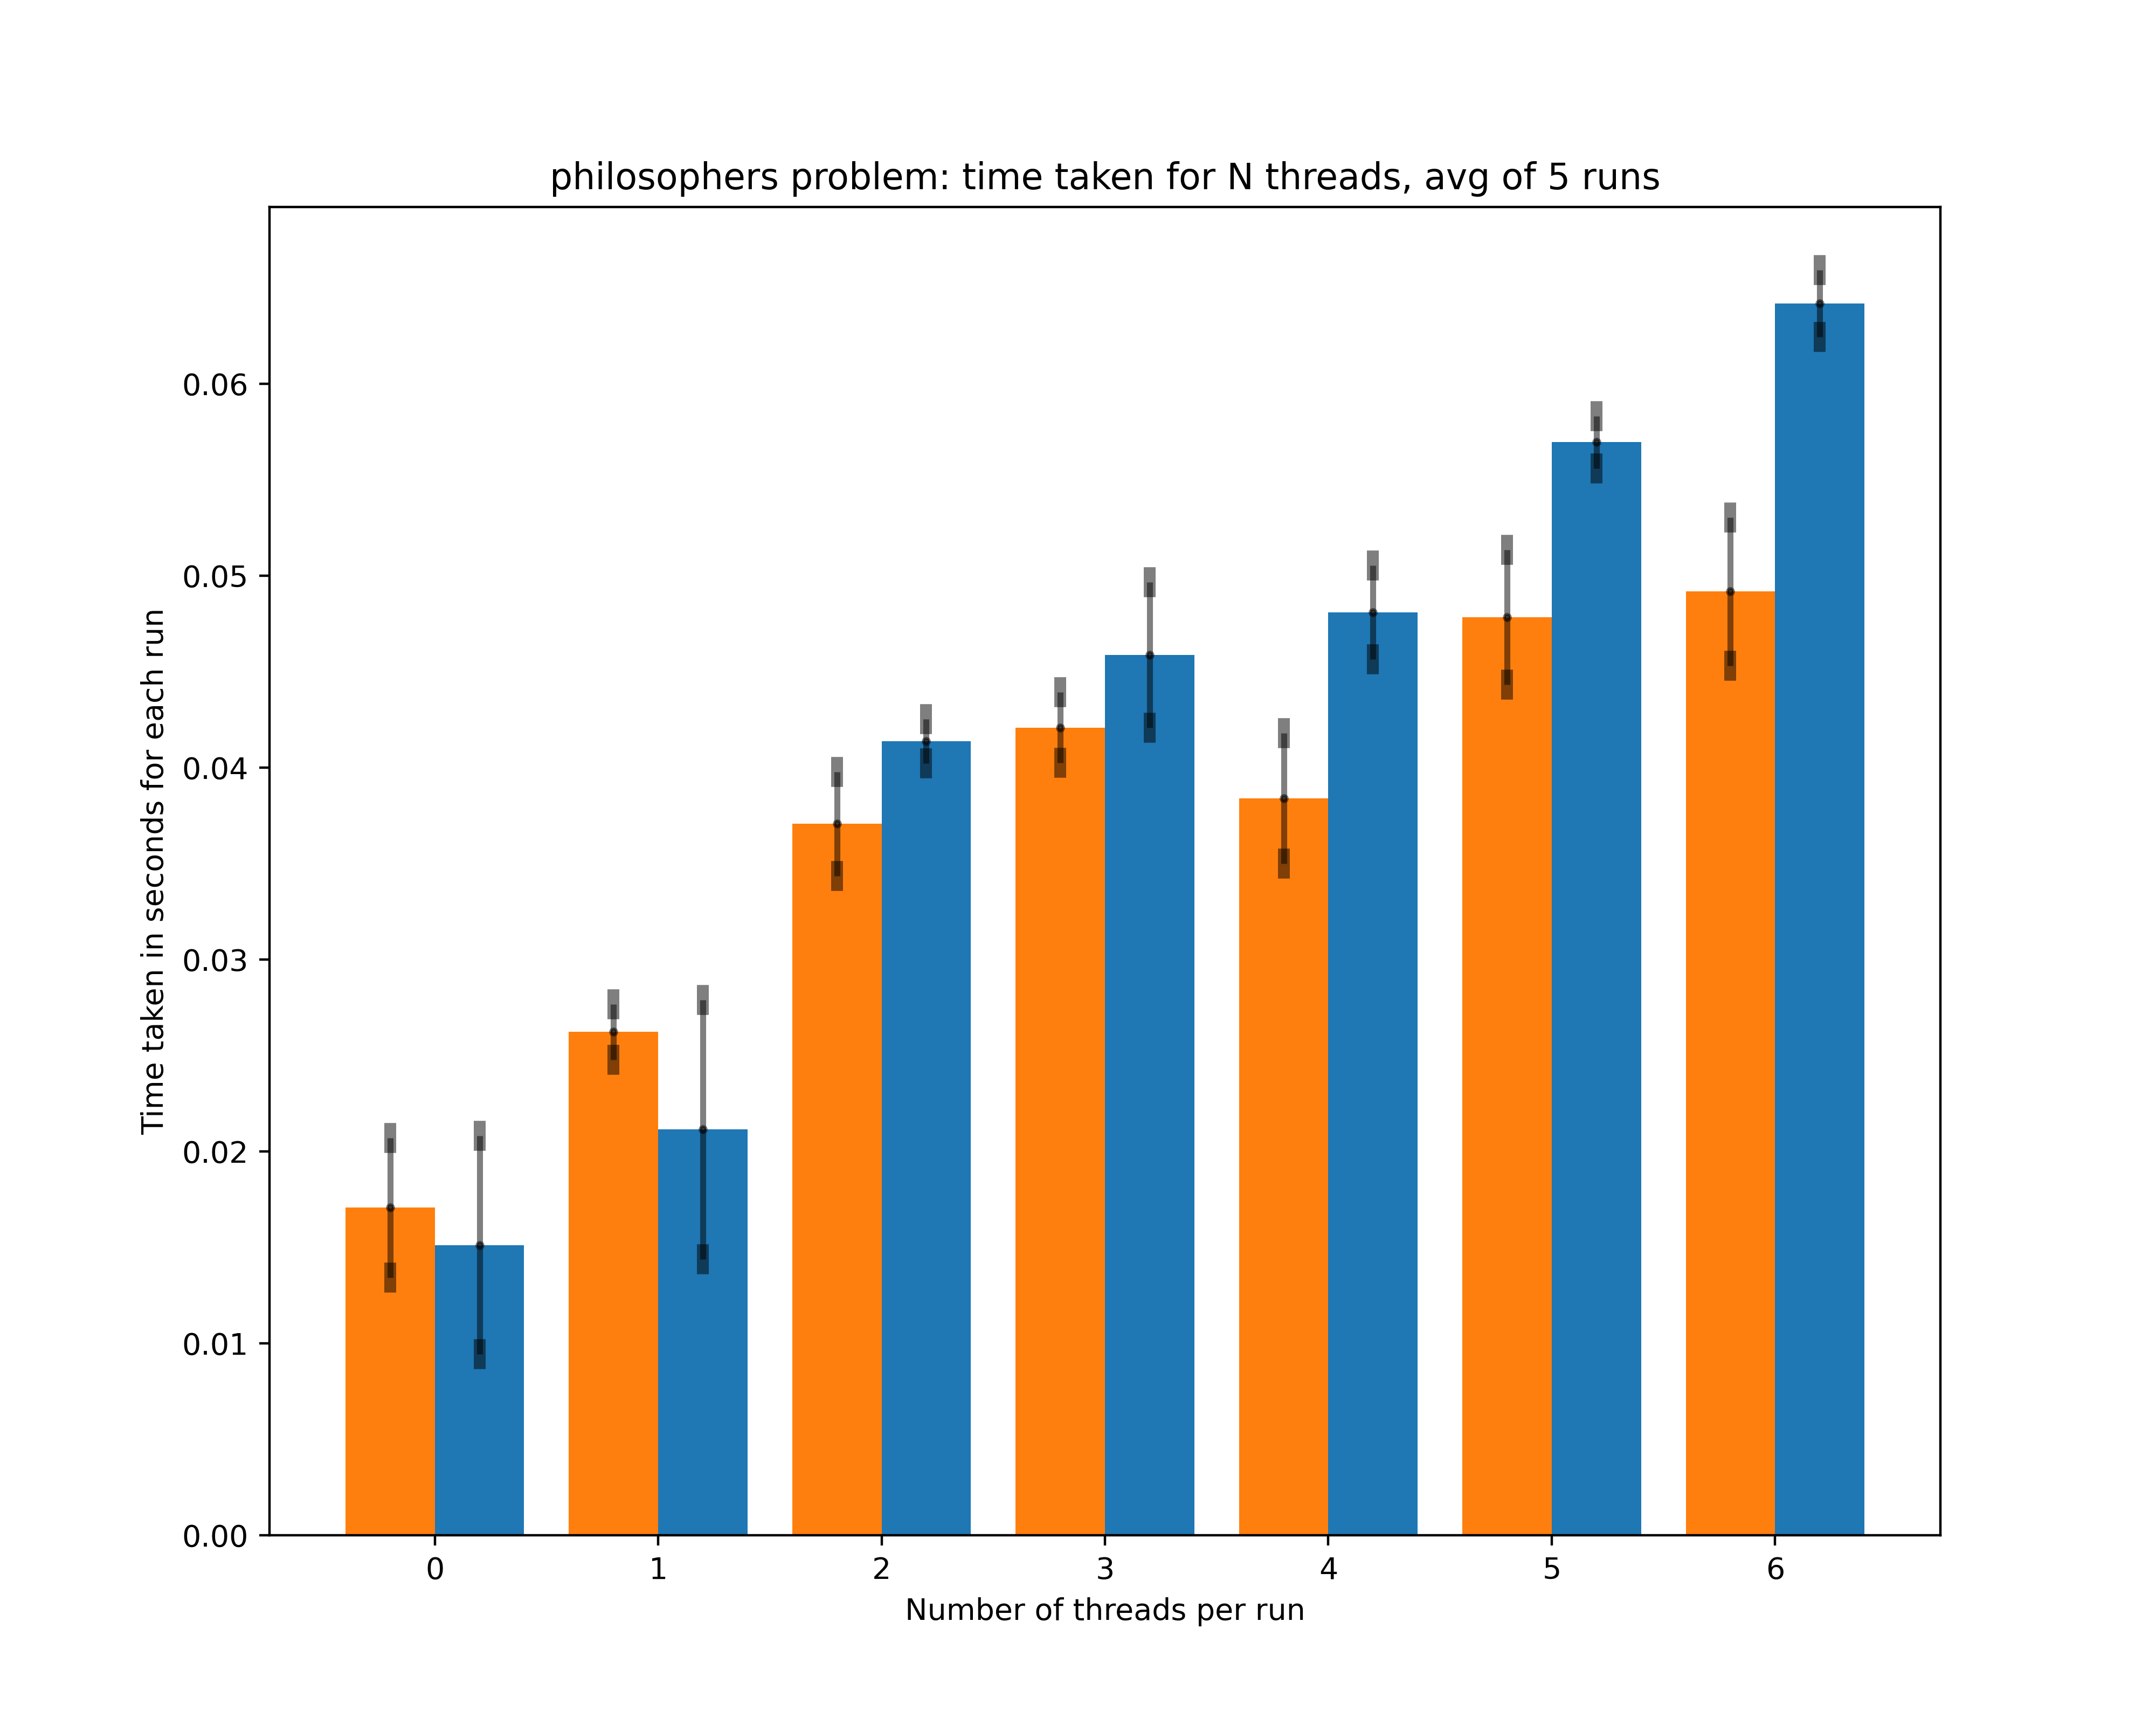 philosophers problem: time taken for N threads, avg of 5 runs
Time taken in seconds for each run
0.06
0.05
0.04
0.03
0.02
0.01
0.00
0 1 2 3 4 5 6
Number of threads per run